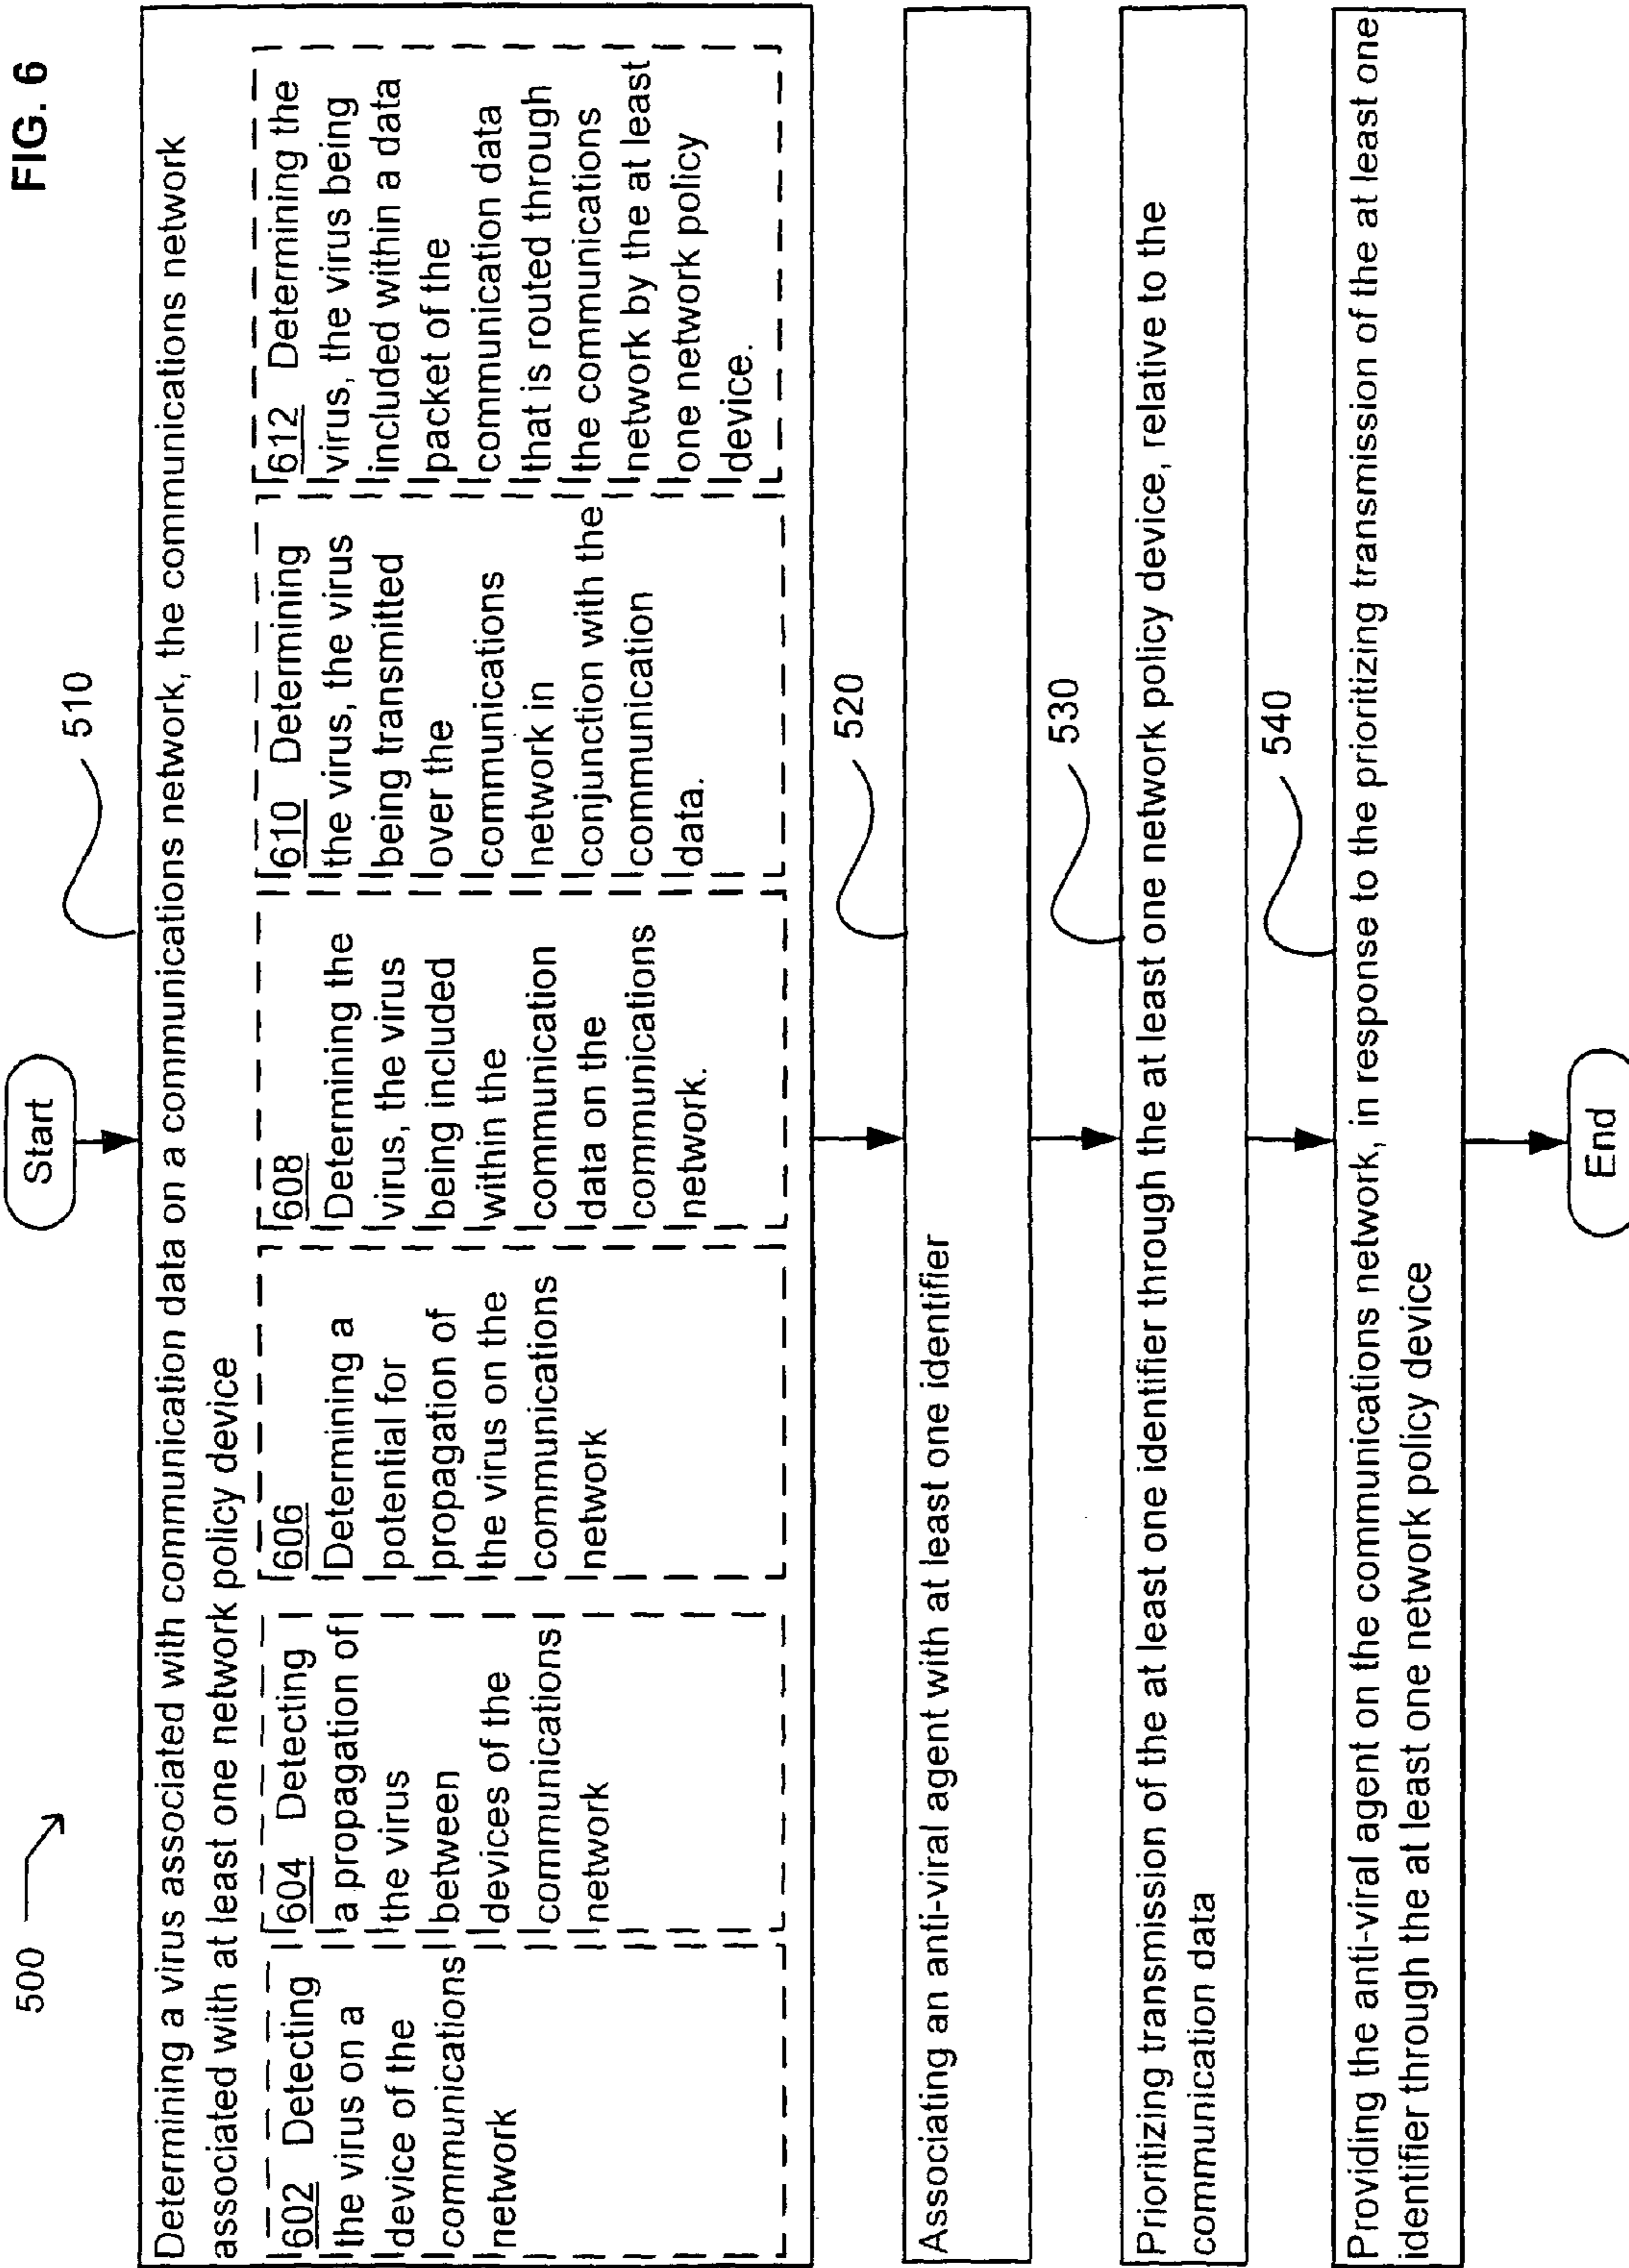 FIG. 6
500
Start
510
Determining a virus associated with communication data on a communications network, the communications network
associated with at least one network policy device
602 Detecting
the virus on a
device of the
communications
network
604 Detecting
a propagation of
the virus
between
devices of the
communications
network
606
Determining a
potential for
propagation of
the virus on the
communications
network
608
Determining the
virus, the virus
being included
within the
communication
data on the
communications
network.
610 Determining
the virus, the virus
being transmitted
over the
communications
network in
conjunction with the
communication
data.
612 Determining the
virus, the virus being
included within a data
packet of the
communication data
that is routed through
the communications
network by the at least
one network policy
device.
520
Associating an anti-viral agent with at least one identifier
530
Prioritizing transmission of the at least one identifier through the at least one network policy device, relative to the
communication data
540
Providing the anti-viral agent on the communications network, in response to the prioritizing transmission of the at least one
identifier through the at least one network policy device
End